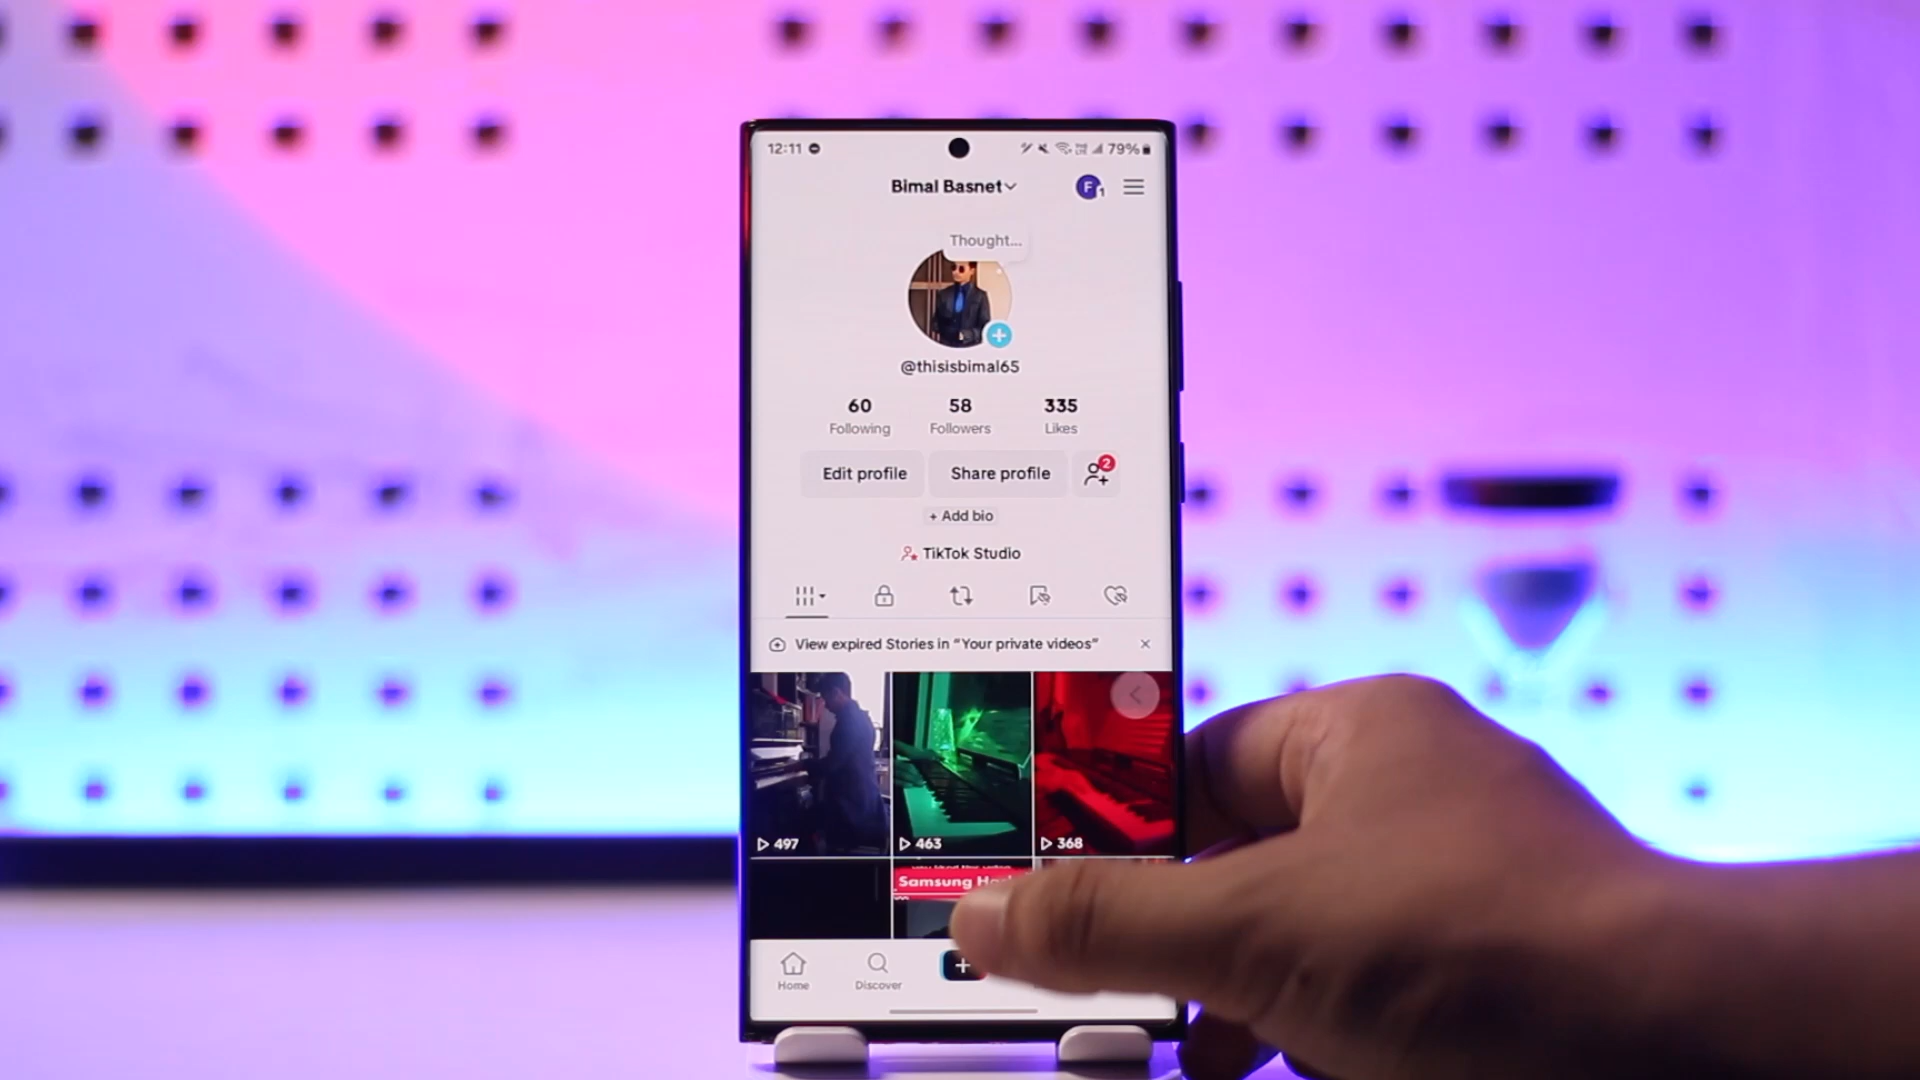 12:11 79%
Bimal Basnet
F 1
Thought...
@thisisbimal65
60 58 335
Following Followers Likes
Edit profile Share profile 2
+ Add bio
TikTok Studio
View expired Stories in “Your private videos” ×
497 463 368
Samsung
Home Discover